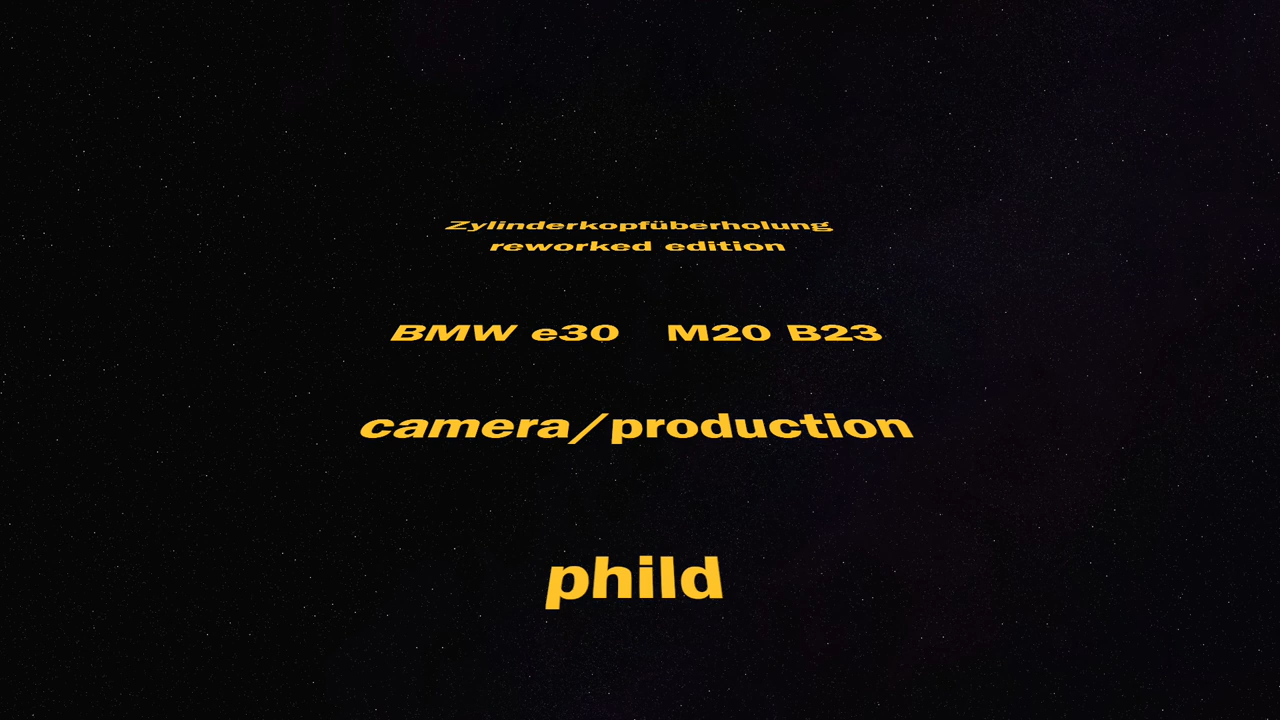 Zylinderkopfüberholung
reworked edition
BMW e30 M20 B23
camera/production
phild